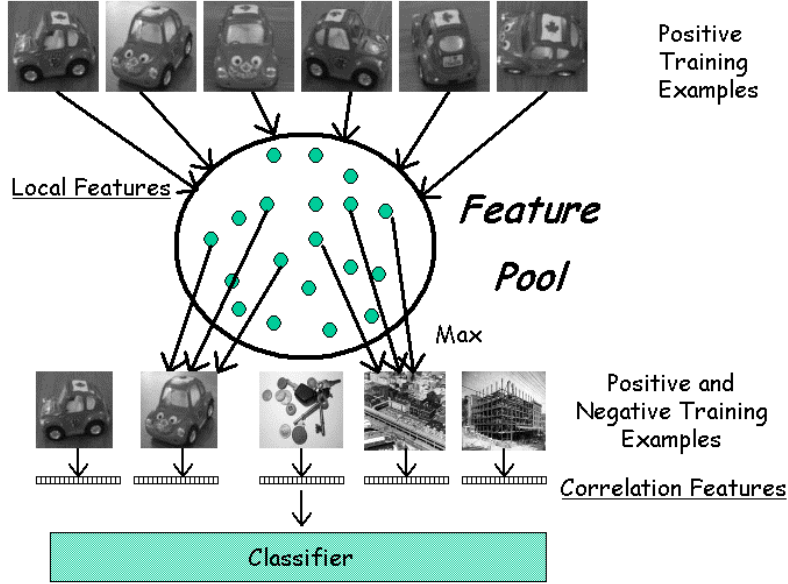 Positive
Training
Examples
Local Features
Feature
Pool
Max
Positive and
Negative Training
Examples
Correlation Features
Classifier